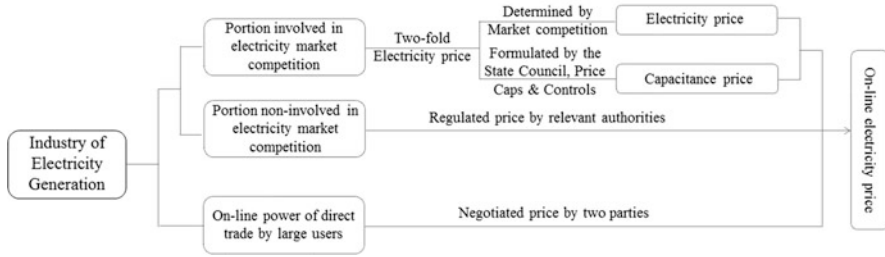 Industry of
Electricity
Generation
Portion involved in
electricity market
competition
Two-fold
Electricity price
Determined by
Market competition
Electricity price
Formulated by the
State Council, Price
Caps & Controls
Capacitance price
Portion non-involved in
electricity market
competition
Regulated price by relevant authorities
On-line power of direct
trade by large users
Negotiated price by two parties
On-line electricity
price